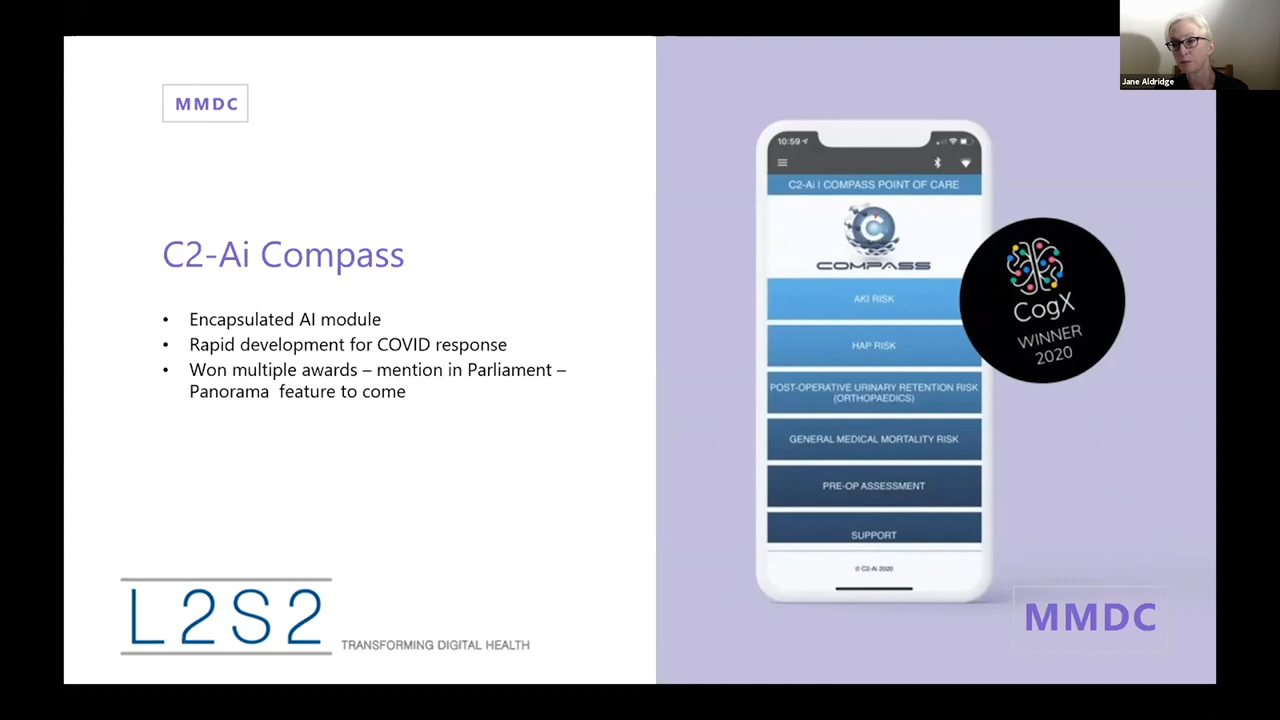 Jane Aldridge
MMDC
C2-Ai Compass
• Encapsulated AI module
• Rapid development for COVID response
• Won multiple awards – mention in Parliament –
Panorama feature to come
L2S2
TRANSFORMING DIGITAL HEALTH
10:59
C2-Ai | COMPASS POINT OF CARE
C
COMPASS
AKI RISK
HAP RISK
POST-OPERATIVE URINARY RETENTION RISK
(ORTHOPAEDICS)
GENERAL MEDICAL MORTALITY RISK
PRE-OP ASSESSMENT
SUPPORT
© C2-Ai 2020
CogX
WINNER
2020
MMDC